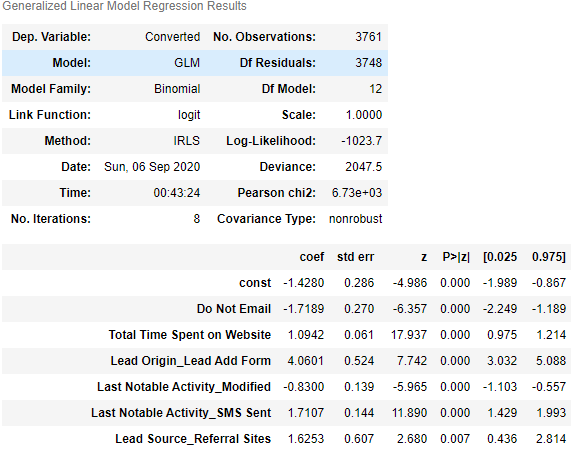 Generalized Linear Model Regression Results
Dep. Variable: Converted No. Observations: 3761
Model: GLM Df Residuals: 3748
Model Family: Binomial Df Model: 12
Link Function: logit Scale: 1.0000
Method: IRLS Log-Likelihood: -1023.7
Date: Sun, 06 Sep 2020 Deviance: 2047.5
Time: 00:43:24 Pearson chi2: 6.73e+03
No. Iterations: 8 Covariance Type: nonrobust
coef std err z P>|z| [0.025 0.975]
const -1.4280 0.286 -4.986 0.000 -1.989 -0.867
Do Not Email -1.7189 0.270 -6.357 0.000 -2.249 -1.189
Total Time Spent on Website 1.0942 0.061 17.937 0.000 0.975 1.214
Lead Origin_Lead Add Form 4.0601 0.524 7.742 0.000 3.032 5.088
Last Notable Activity_Modified -0.8300 0.139 -5.965 0.000 -1.103 -0.557
Last Notable Activity_SMS Sent 1.7107 0.144 11.890 0.000 1.429 1.993
Lead Source_Referral Sites 1.6253 0.607 2.680 0.007 0.436 2.814